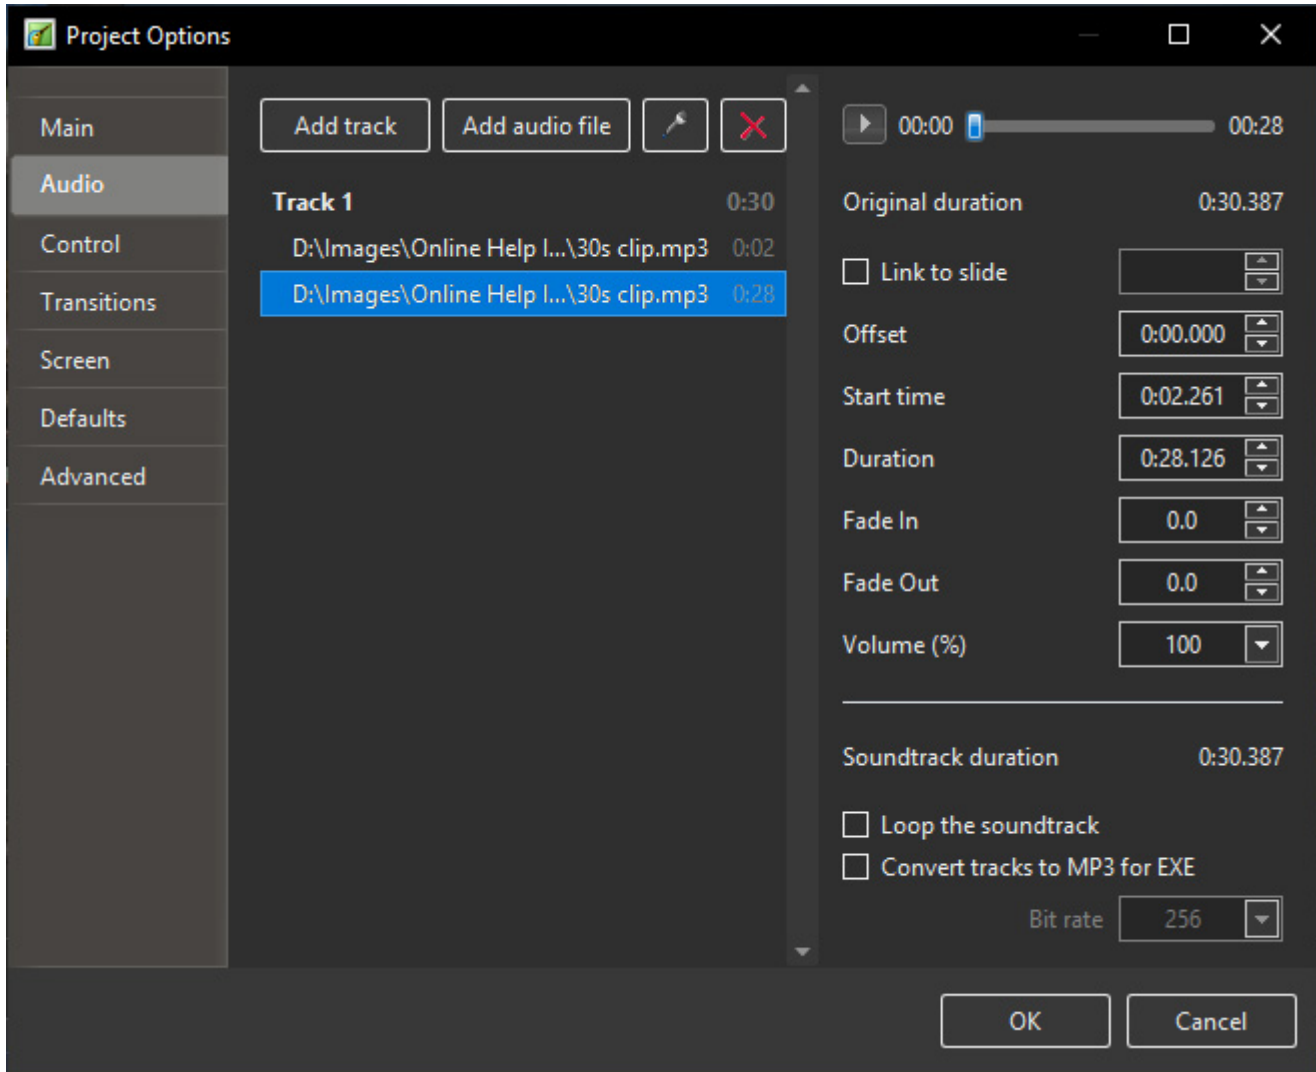 Project Options
Main
Audio
Control
Transitions
Screen
Defaults
Advanced
Add track Add audio file
Track 1 0:30
D:\Images\Online Help I...\30s clip.mp3 0:02
D:\Images\Online Help I...\30s clip.mp3 0:28
00:00 00:28
Original duration 0:30.387
Link to slide
Offset 0:00.000
Start time 0:02.261
Duration 0:28.126
Fade In 0.0
Fade Out 0.0
Volume (%) 100
Soundtrack duration 0:30.387
Loop the soundtrack
Convert tracks to MP3 for EXE
Bit rate 256
OK Cancel